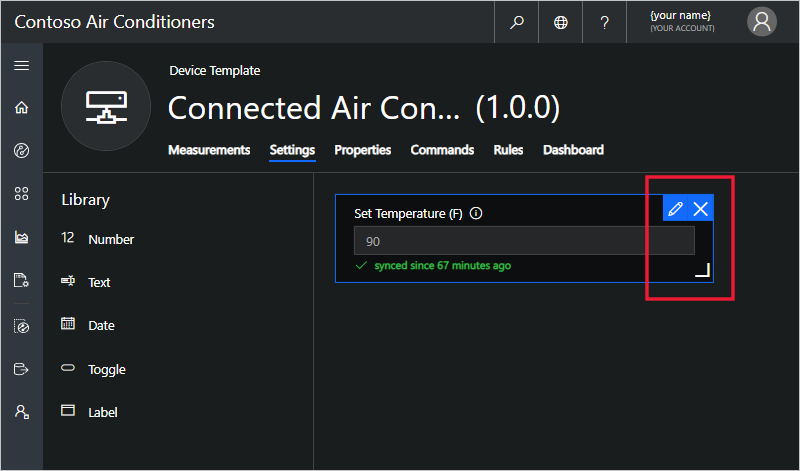 Contoso Air Conditioners
?
{your name}
(YOUR ACCOUNT)
Device Template
Connected Air Con... (1.0.0)
Measurements Settings Properties Commands Rules Dashboard
Library
12 Number
Text
Date
Toggle
Label
Set Temperature (F)
90
synced since 67 minutes ago